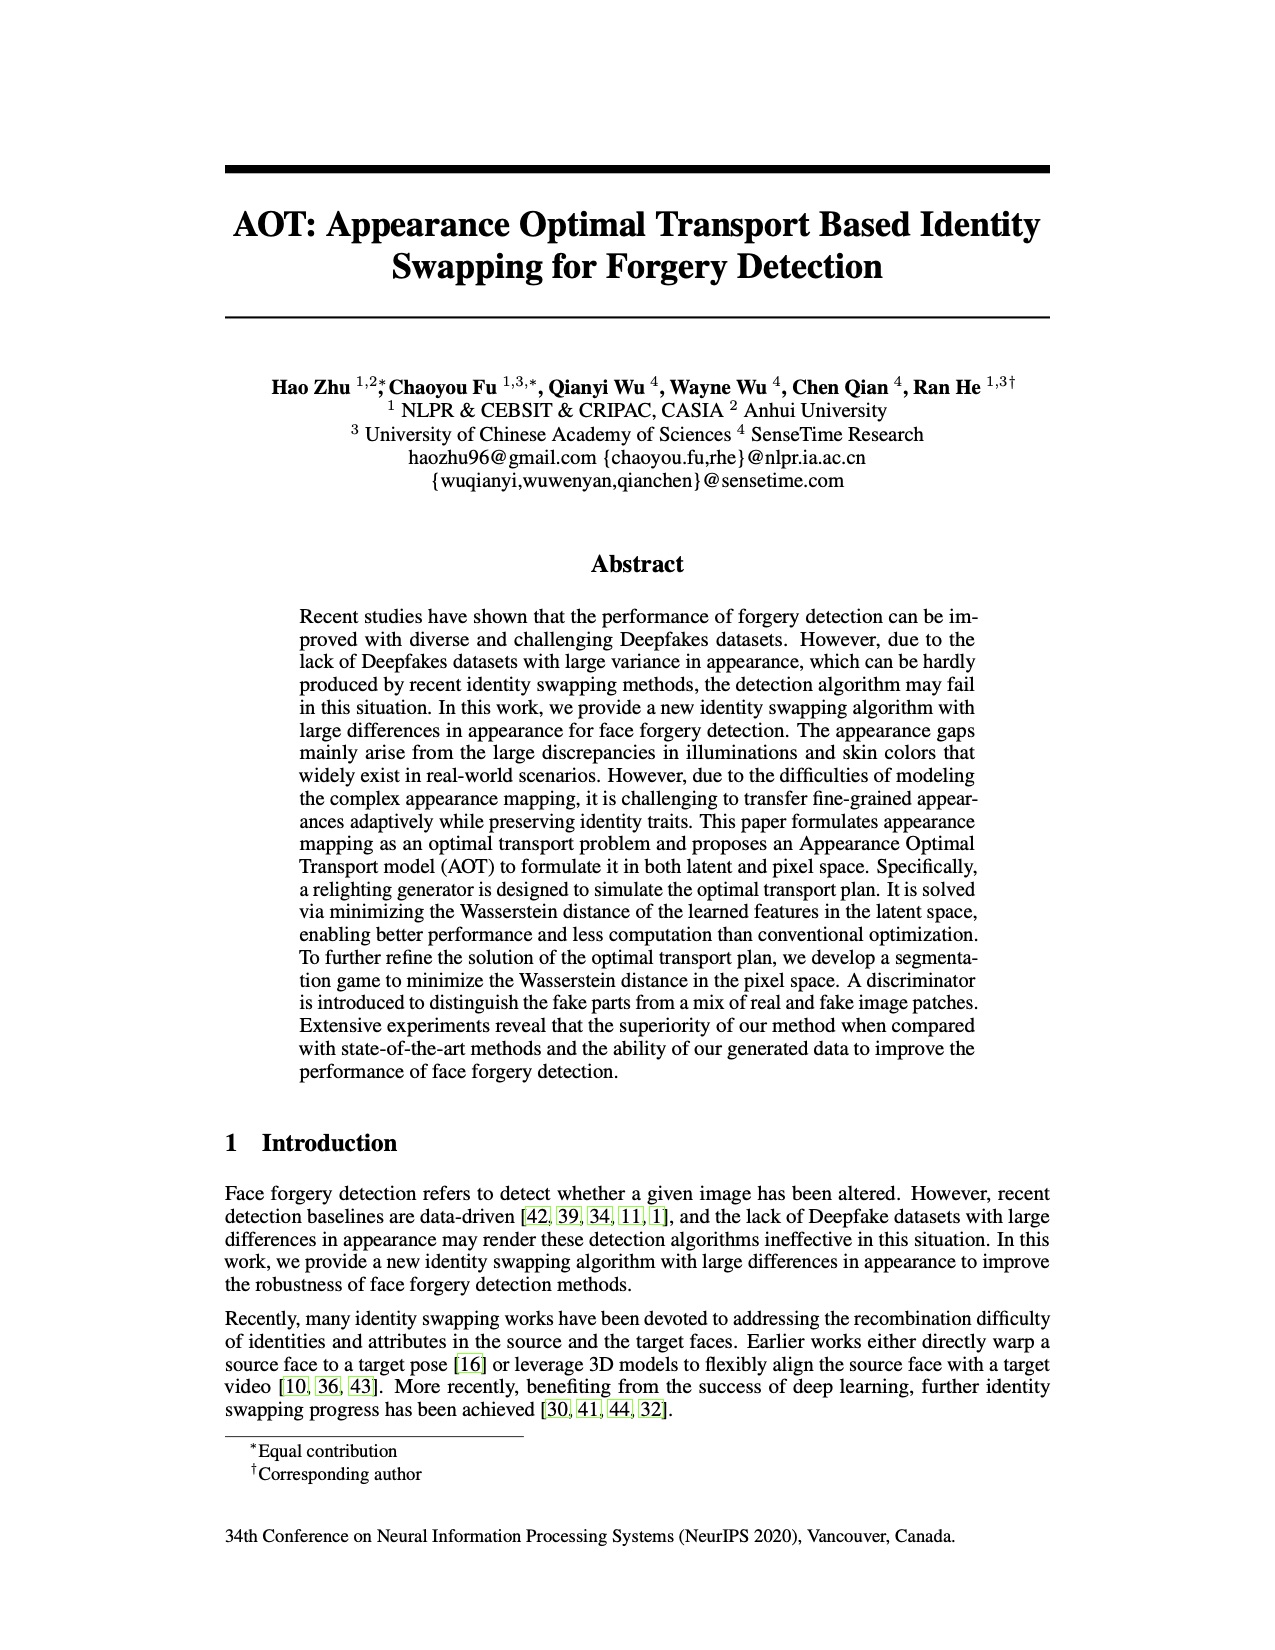 AOT: Appearance Optimal Transport Based Identity
Swapping for Forgery Detection
Hao Zhu 1,2*, Chaoyou Fu 1,3,*, Qianyi Wu 4, Wayne Wu 4, Chen Qian 4, Ran He 1,3†
1 NLPR & CEBSIT & CRIPAC, CASIA 2 Anhui University
3 University of Chinese Academy of Sciences 4 SenseTime Research
haozhu96@gmail.com {chaoyou.fu,rhe}@nlpr.ia.ac.cn
{wuqianyi,wuwenyan,qianchen}@sensetime.com
Abstract
Recent studies have shown that the performance of forgery detection can be im-
proved with diverse and challenging Deepfakes datasets. However, due to the
lack of Deepfakes datasets with large variance in appearance, which can be hardly
produced by recent identity swapping methods, the detection algorithm may fail
in this situation. In this work, we provide a new identity swapping algorithm with
large differences in appearance for face forgery detection. The appearance gaps
mainly arise from the large discrepancies in illuminations and skin colors that
widely exist in real-world scenarios. However, due to the difficulties of modeling
the complex appearance mapping, it is challenging to transfer fine-grained appear-
ances adaptively while preserving identity traits. This paper formulates appearance
mapping as an optimal transport problem and proposes an Appearance Optimal
Transport model (AOT) to formulate it in both latent and pixel space. Specifically,
a relighting generator is designed to simulate the optimal transport plan. It is solved
via minimizing the Wasserstein distance of the learned features in the latent space,
enabling better performance and less computation than conventional optimization.
To further refine the solution of the optimal transport plan, we develop a segmenta-
tion game to minimize the Wasserstein distance in the pixel space. A discriminator
is introduced to distinguish the fake parts from a mix of real and fake image patches.
Extensive experiments reveal that the superiority of our method when compared
with state-of-the-art methods and the ability of our generated data to improve the
performance of face forgery detection.
1 Introduction
Face forgery detection refers to detect whether a given image has been altered. However, recent
detection baselines are data-driven [42, 39, 34, 11, 1], and the lack of Deepfake datasets with large
differences in appearance may render these detection algorithms ineffective in this situation. In this
work, we provide a new identity swapping algorithm with large differences in appearance to improve
the robustness of face forgery detection methods.
Recently, many identity swapping works have been devoted to addressing the recombination difficulty
of identities and attributes in the source and the target faces. Earlier works either directly warp a
source face to a target pose [16] or leverage 3D models to flexibly align the source face with a target
video [10, 36, 43]. More recently, benefiting from the success of deep learning, further identity
swapping progress has been achieved [30, 41, 44, 32].
*Equal contribution
†Corresponding author
34th Conference on Neural Information Processing Systems (NeurIPS 2020), Vancouver, Canada.